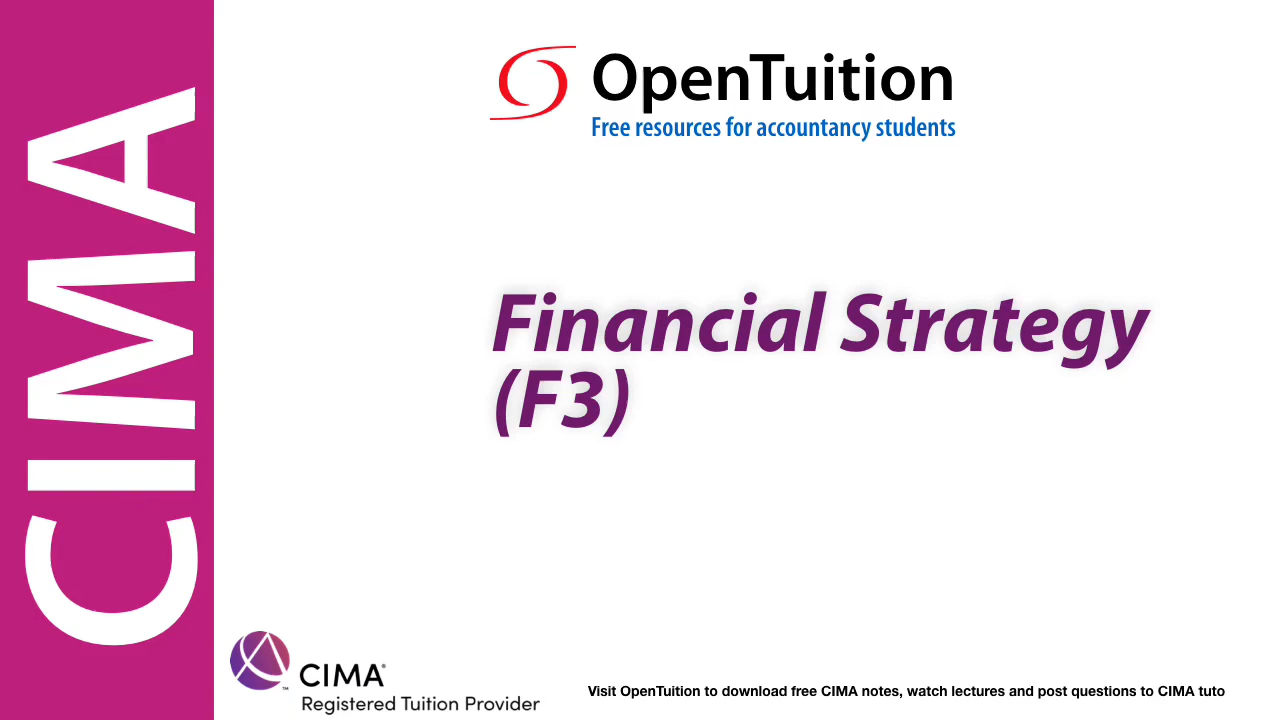 CIMA
OpenTuition
Free resources for accountancy students
Financial Strategy
(F3)
CIMA®
™
Registered Tuition Provider
Visit OpenTuition to download free CIMA notes, watch lectures and post questions to CIMA tuto